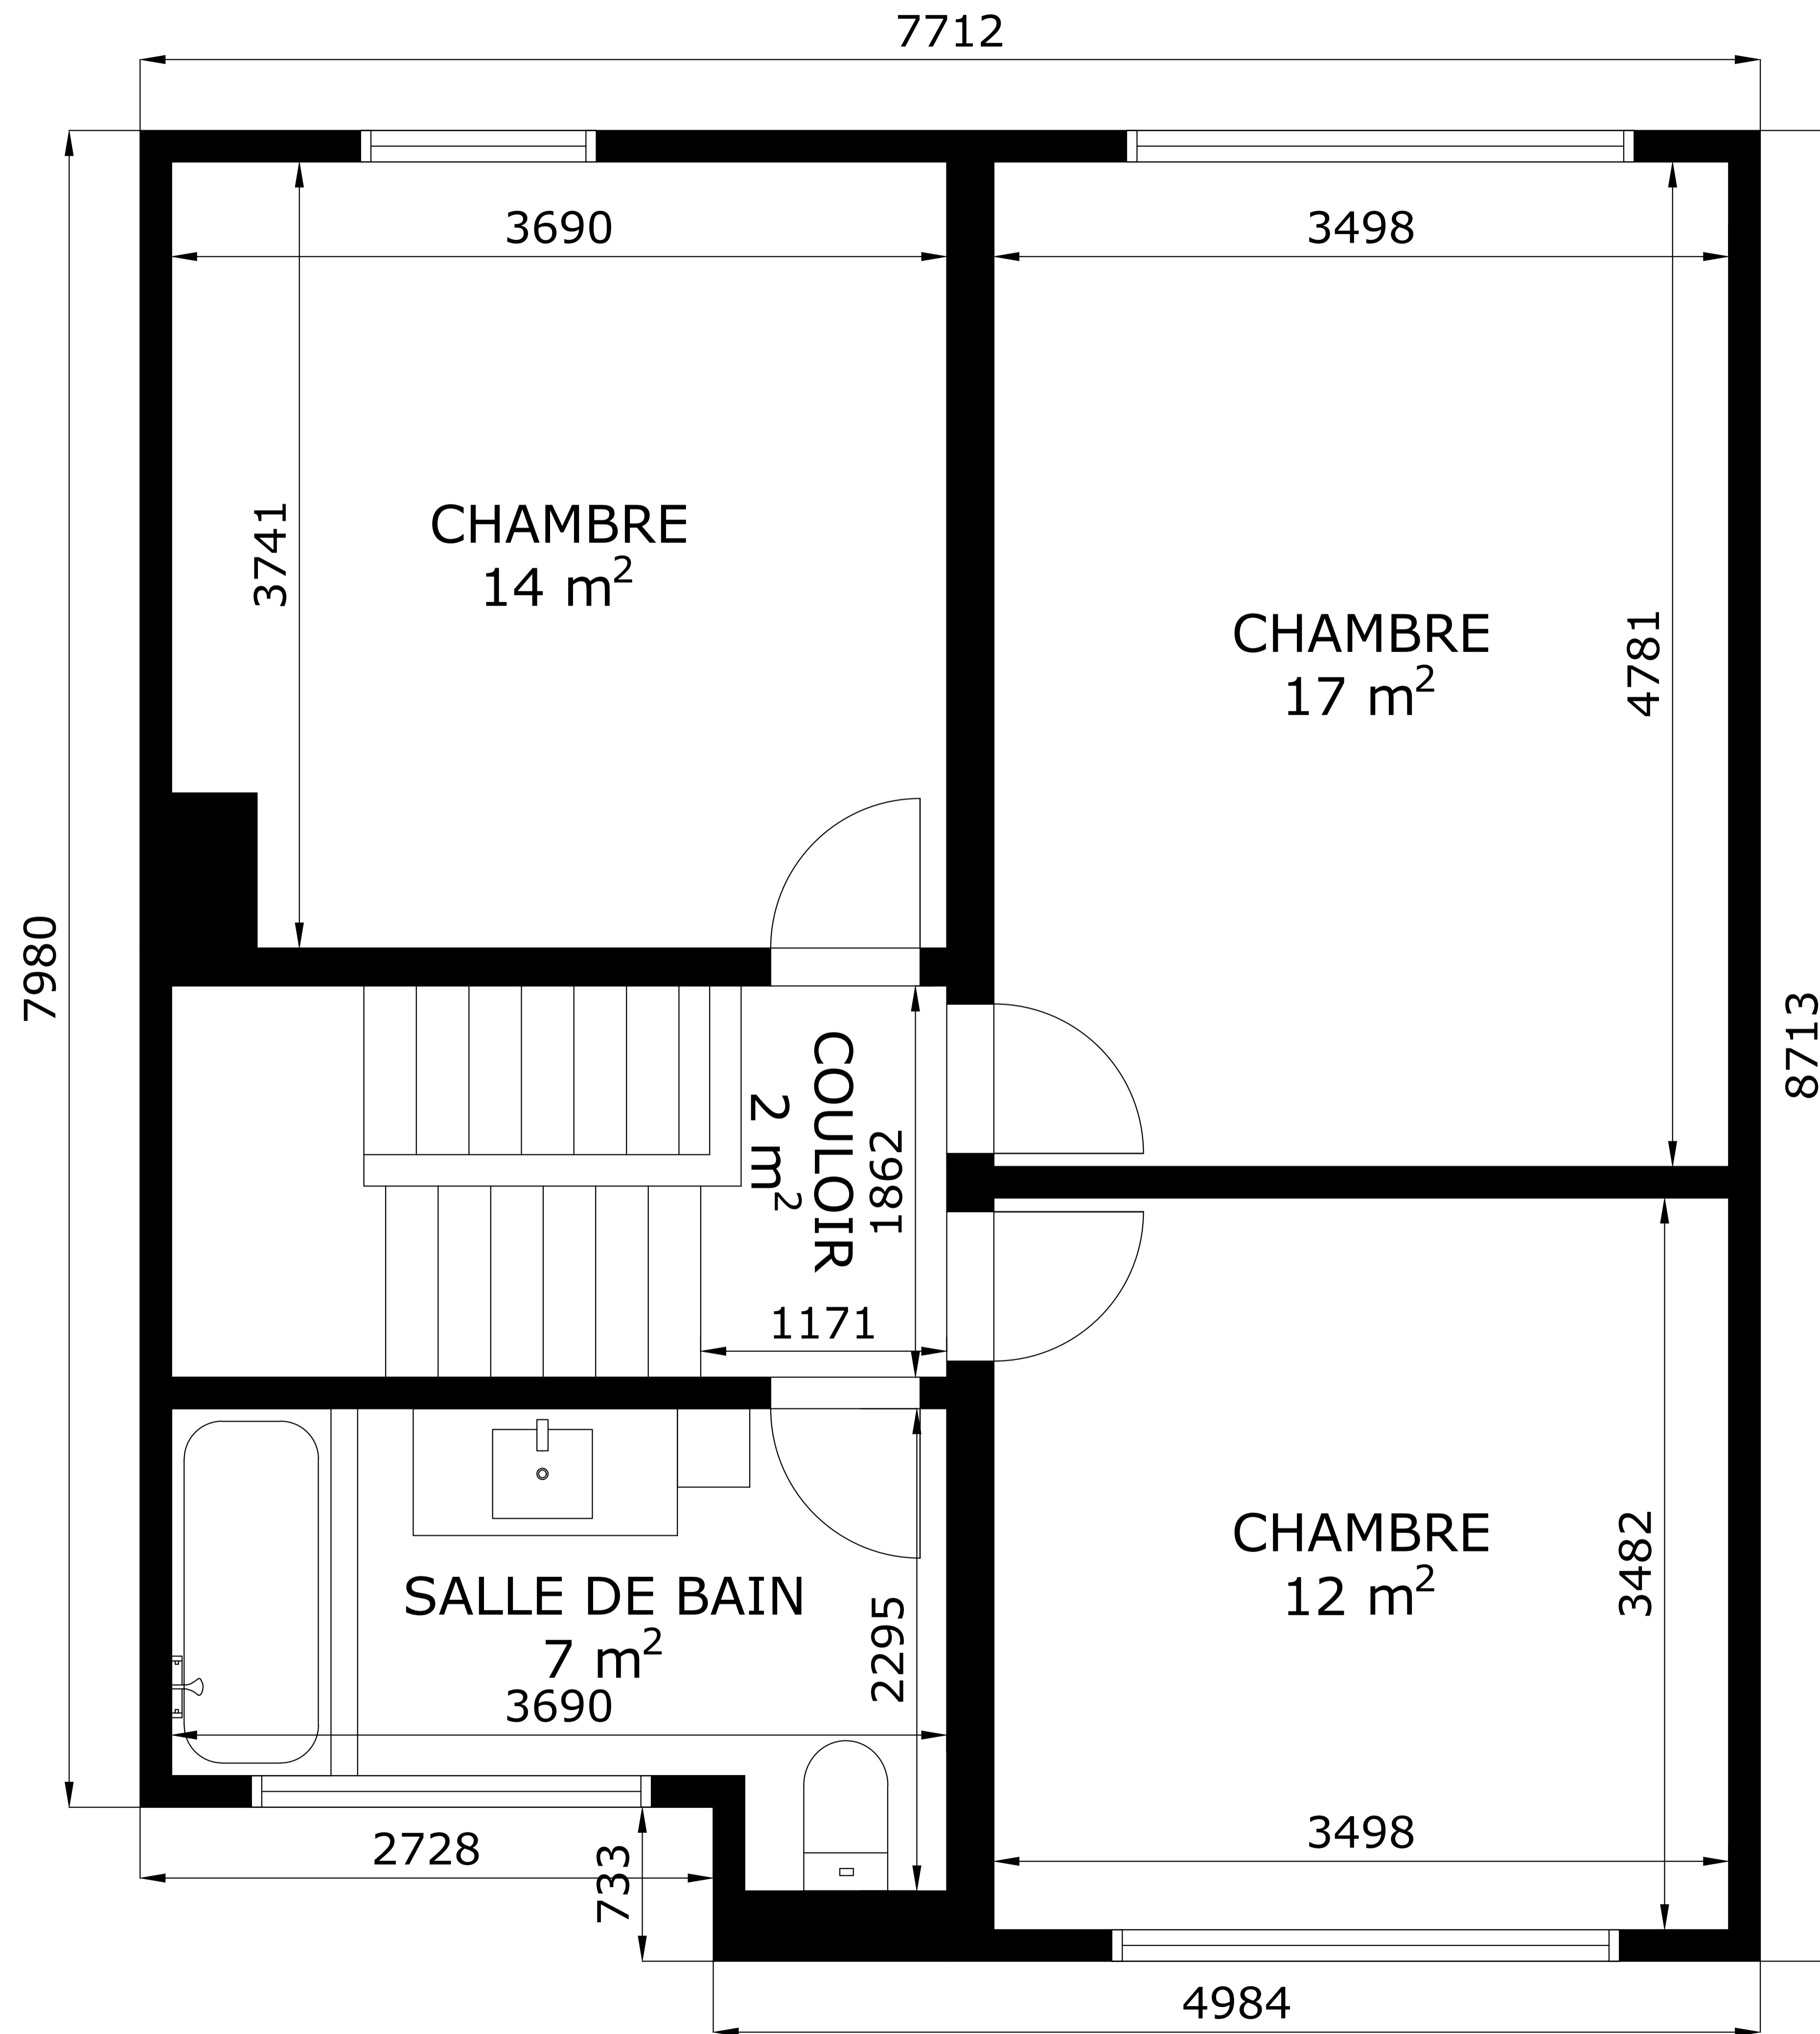 7712
3690
3498
3741
CHAMBRE
14 m²
CHAMBRE
17 m²
4781
7980
8713
COULOIR
2 m²
1862
1171
SALLE DE BAIN
7 m²
3690
2295
CHAMBRE
12 m²
3482
3498
2728
733
4984